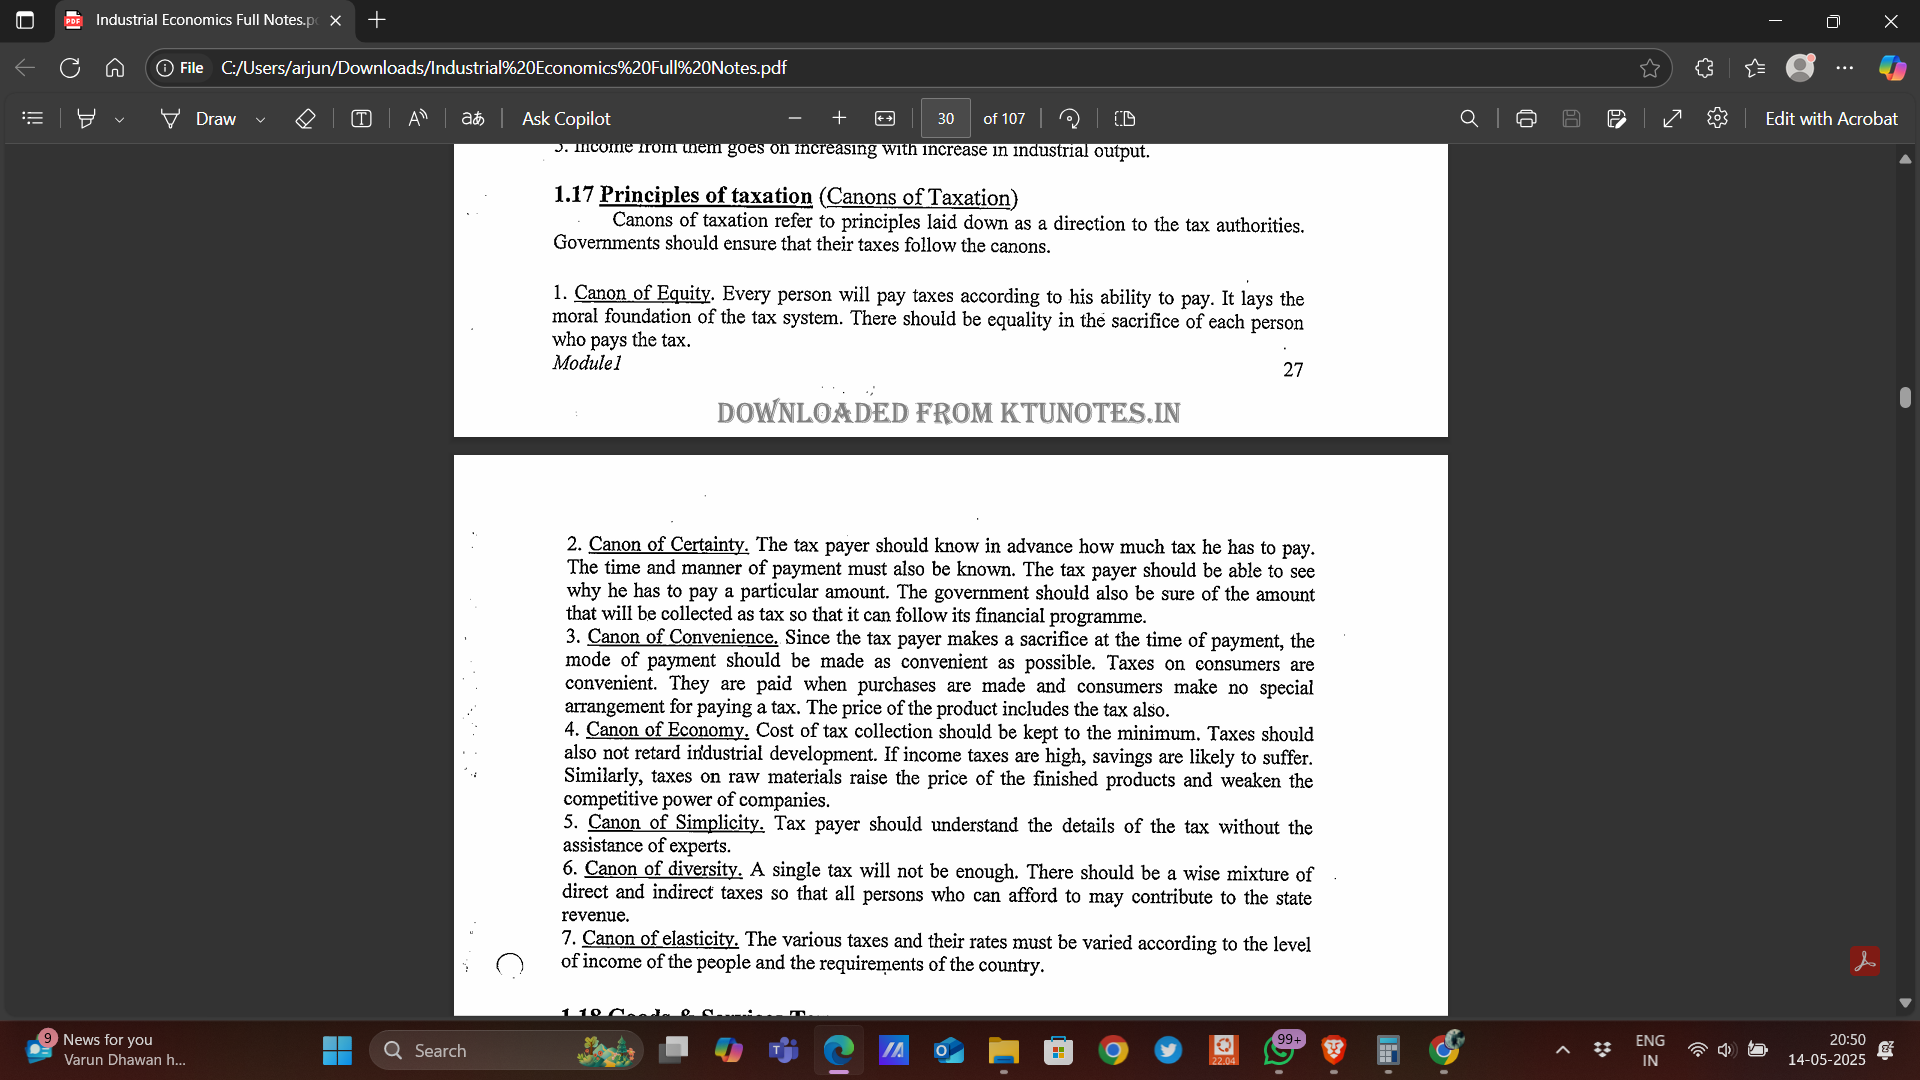 Industrial Economics Full Notes.p
File
C:/Users/arjun/Downloads/Industrial%20Economics%20Full%20Notes.pdf
Draw
aあ
Ask Copilot
30 of 107
Edit with Acrobat
3. Income from them goes on increasing with increase in industrial output.
1.17 Principles of taxation (Canons of Taxation)
Canons of taxation refer to principles laid down as a direction to the tax authorities.
Governments should ensure that their taxes follow the canons.
1. Canon of Equity. Every person will pay taxes according to his ability to pay. It lays the
moral foundation of the tax system. There should be equality in the sacrifice of each person
who pays the tax.
Module1
27
DOWNLOADED FROM KTUNOTES.IN
2. Canon of Certainty. The tax payer should know in advance how much tax he has to pay.
The time and manner of payment must also be known. The tax payer should be able to see
why he has to pay a particular amount. The government should also be sure of the amount
that will be collected as tax so that it can follow its financial programme.
3. Canon of Convenience. Since the tax payer makes a sacrifice at the time of payment, the
mode of payment should be made as convenient as possible. Taxes on consumers are
convenient. They are paid when purchases are made and consumers make no special
arrangement for paying a tax. The price of the product includes the tax also.
4. Canon of Economy. Cost of tax collection should be kept to the minimum. Taxes should
also not retard industrial development. If income taxes are high, savings are likely to suffer.
Similarly, taxes on raw materials raise the price of the finished products and weaken the
competitive power of companies.
5. Canon of Simplicity. Tax payer should understand the details of the tax without the
assistance of experts.
6. Canon of diversity. A single tax will not be enough. There should be a wise mixture of
direct and indirect taxes so that all persons who can afford to may contribute to the state
revenue.
7. Canon of elasticity. The various taxes and their rates must be varied according to the level
of income of the people and the requirements of the country.
1.18 Goods & Services Tax
9
News for you
Varun Dhawan h...
Search
22.04
99+
ENG
IN
20:50
14-05-2025